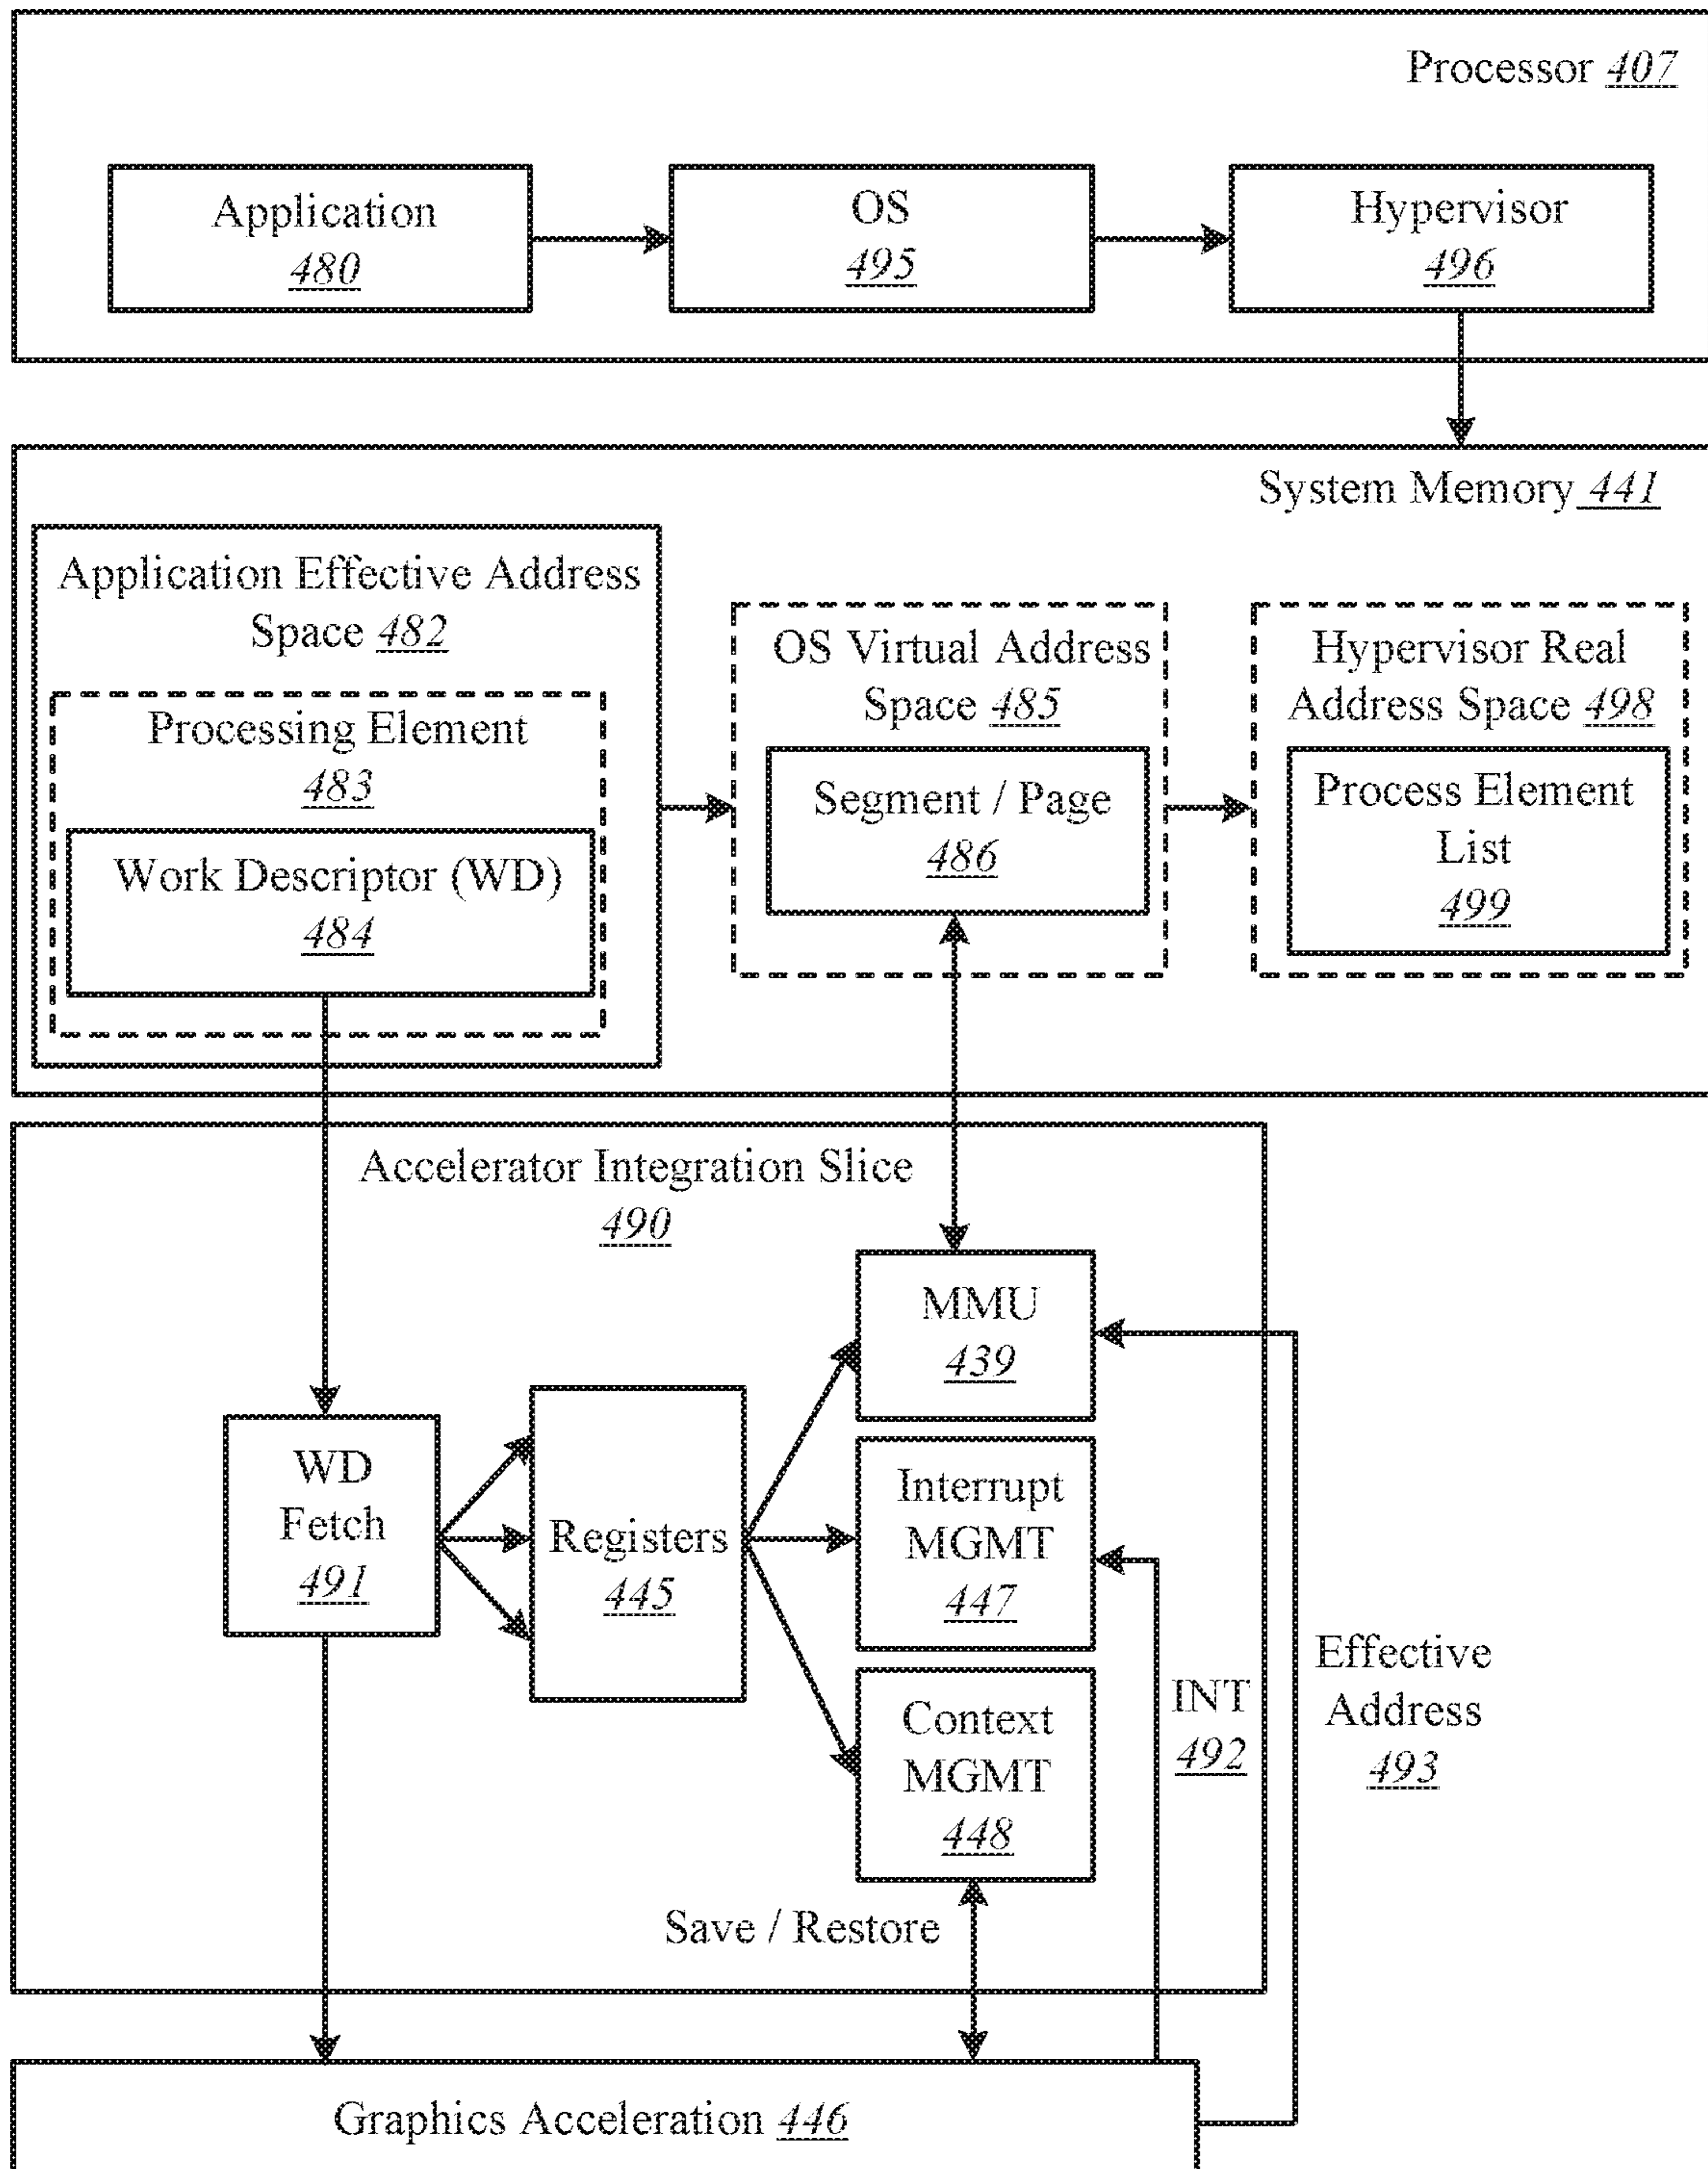 Processor 407
Application
480
OS
495
Hypervisor
496
System Memory 441
Application Effective Address
Space 482
Processing Element
483
Work Descriptor (WD)
484
OS Virtual Address
Space 485
Segment / Page
486
Hypervisor Real
Address Space 498
Process Element
List
499
Accelerator Integration Slice
490
MMU
439
WD
Fetch
491
Registers
445
Interrupt
MGMT
447
Context
MGMT
448
INT
492
Effective
Address
493
Save / Restore
Graphics Acceleration 446